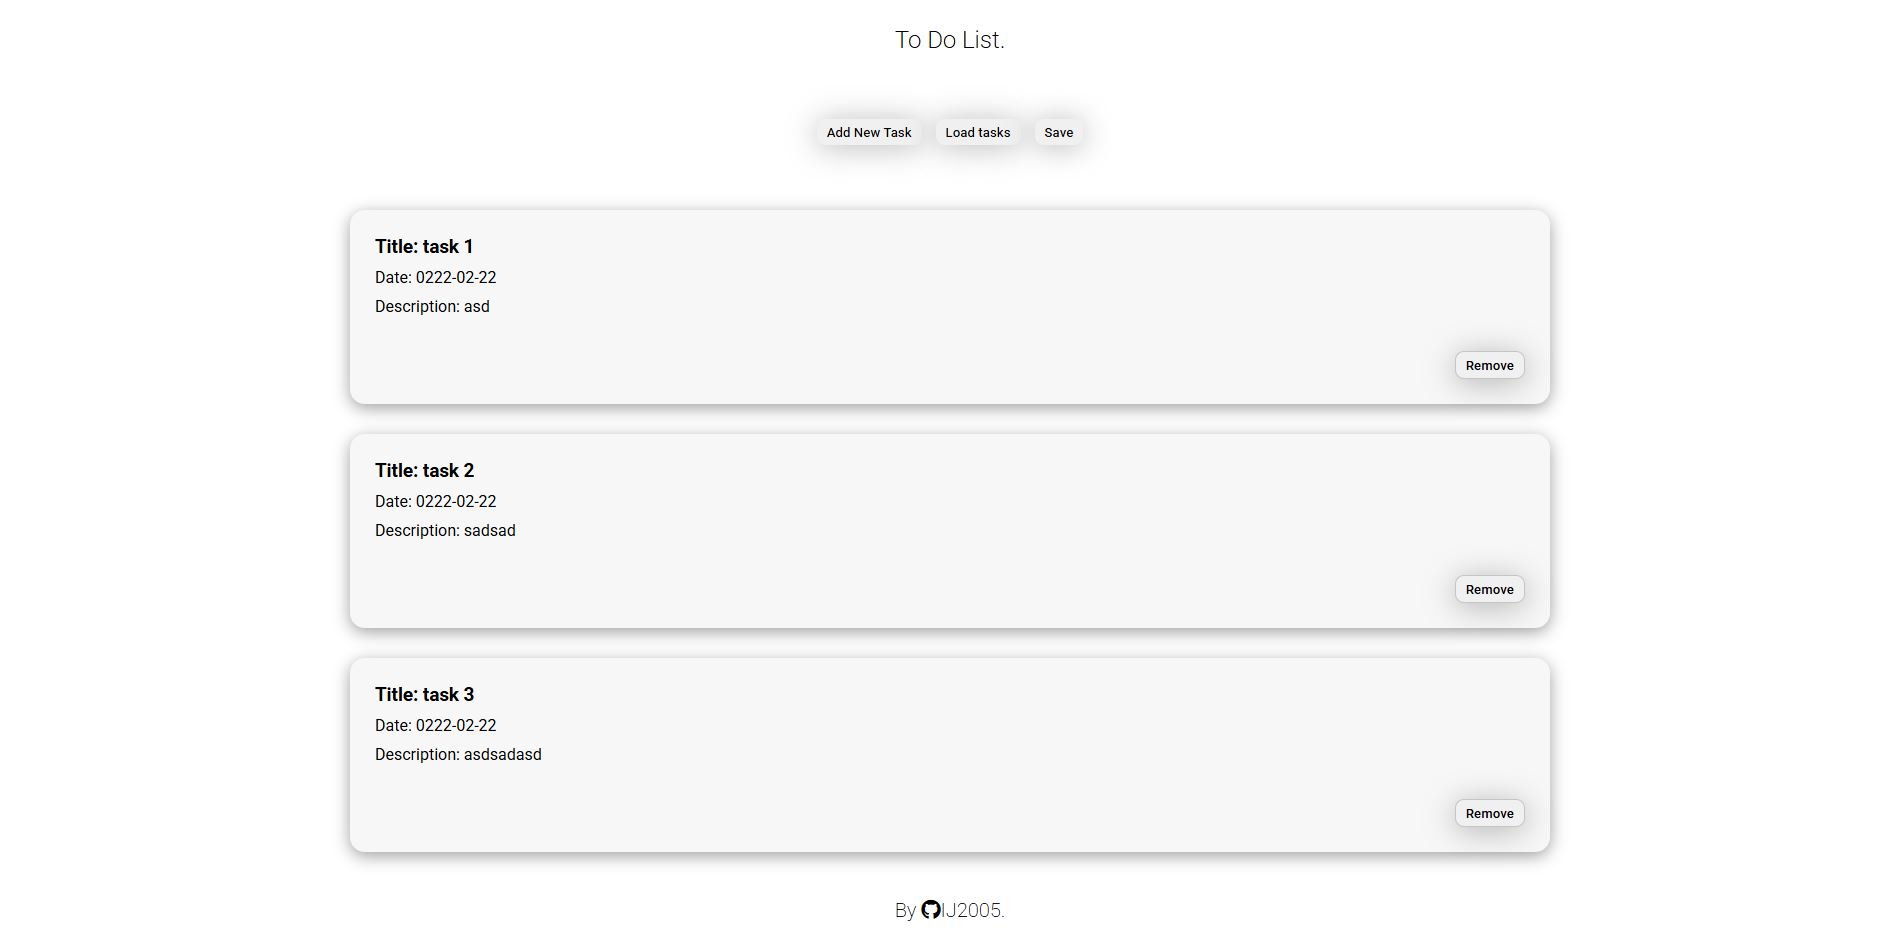 To Do List.
Add New Task
Load tasks
Save
Title: task 1
Date: 0222-02-22
Description: asd
Remove
Title: task 2
Date: 0222-02-22
Description: sadsad
Remove
Title: task 3
Date: 0222-02-22
Description: asdsadasd
Remove
By IJ2005.